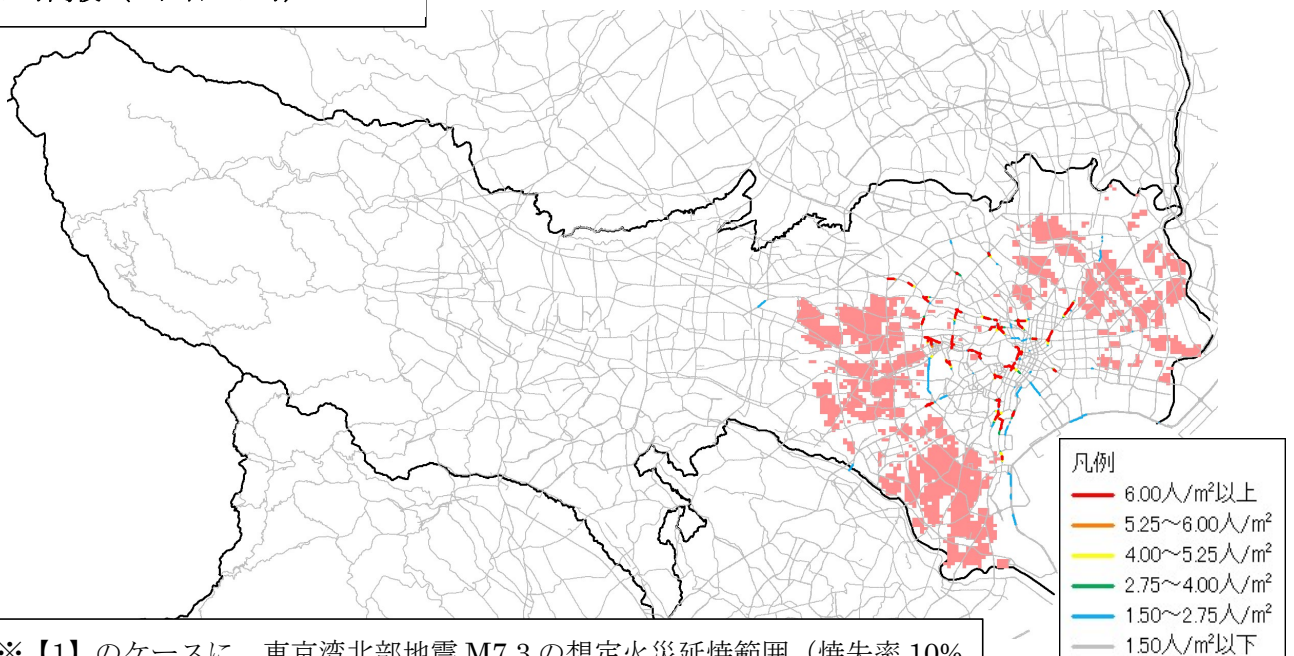 凡例
6.00人/m²以上
5.25～6.00人/m²
4.00～5.25人/m²
2.75～4.00人/m²
1.50～2.75人/m²
1.50人/m²以下
※【1】のケースに、東京湾北部地震 M7.3 の想定火災延焼範囲（焼失率 10%